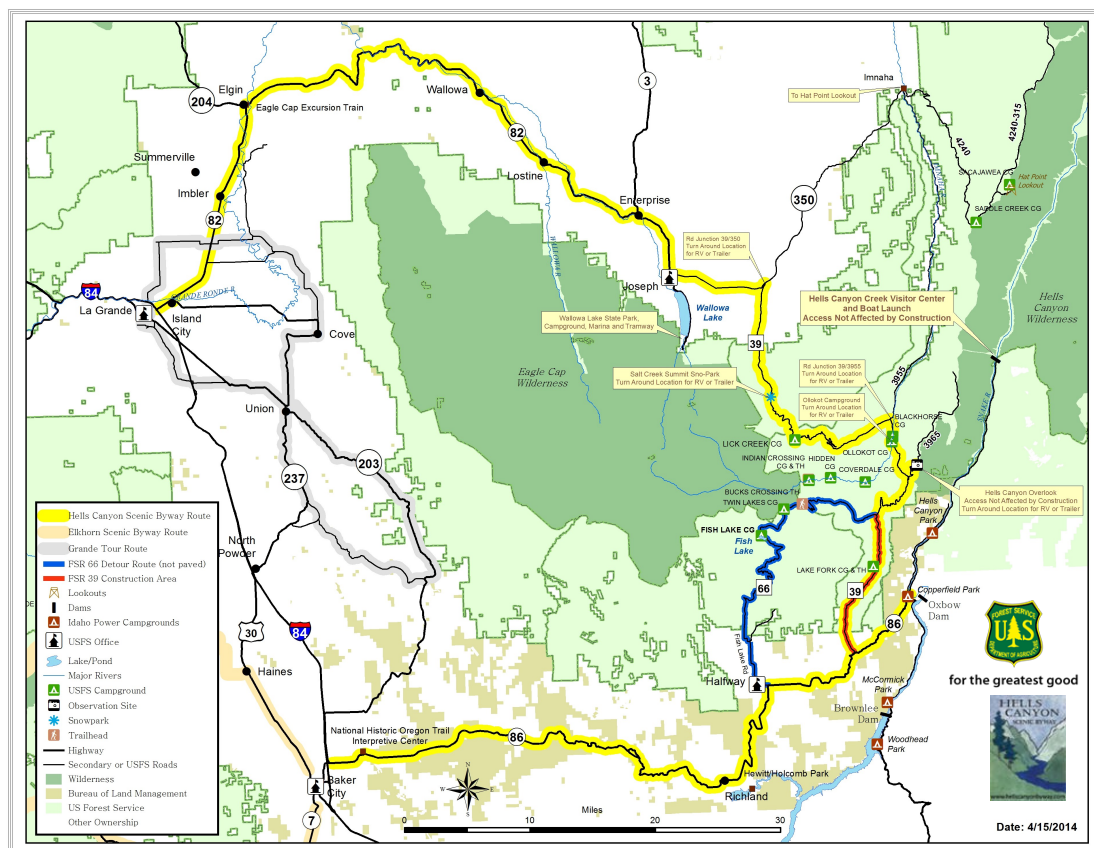 Imnaha
To Hat Point Lookout
3
Elgin
204
Eagle Cap Excursion Train
Wallowa
82
4240
4240-315
Summerville
Imbler
82
Lostine
SACAJAWEA CG
Hat Point
Lookout
SADDLE CREEK CG
350
Enterprise
Rd Junction 39/350
Turn Around Location
for RV or Trailer
WALLOWA R
84
GRANDE RONDE R
La Grande
Island
City
Cove
Joseph
Wallowa
Lake
Hells Canyon Creek Visitor Center
and Boat Launch
Access Not Affected by Construction
Hells
Canyon
Wilderness
Wallowa Lake State Park,
Campground, Marina and Tramway
39
Eagle Cap
Wilderness
Salt Creek Summit Sno-Park
Turn Around Location for RV or Trailer
Rd Junction 39/3955
Turn Around Location
for RV or Trailer
3955
SNAKE R
Ollokot Campground
Turn Around Location
for RV or Trailer
BLACKHORSE
CG
Union
LICK CREEK CG
OLLOKOT CG
3965
INDIAN CROSSING
CG & TH
HIDDEN
CG
COVERDALE CG
203
237
BUCKS CROSSING TH
TWIN LAKES CG
Hells Canyon Overlook
Access Not Affected by Construction
Turn Around Location for RV or Trailer
Hells
Canyon
Park
FISH LAKE CG
Fish
Lake
LAKE FORK CG & TH
66
39
Copperfield Park
Oxbow
Dam
86
Fish Lake Rd
Halfway
McCormick
Park
Brownlee
Dam
Woodhead
Park
North
Powder
30
84
Haines
National Historic Oregon Trail
Interpretive Center
86
Baker
City
Hewitt/Holcomb Park
Richland
7
Hells Canyon Scenic Byway Route
Elkhorn Scenic Byway Route
Grande Tour Route
FSR 66 Detour Route (not paved)
FSR 39 Construction Area
Lookouts
Dams
Idaho Power Campgrounds
USFS Office
Lake/Pond
Major Rivers
USFS Campground
Observation Site
Snowpark
Trailhead
Highway
Secondary or USFS Roads
Wilderness
Bureau of Land Management
US Forest Service
Other Ownership
N
W E
S
Miles
0 10 20 30
FOREST SERVICE
U S
DEPARTMENT OF AGRICULTURE
for the greatest good
HELLS
CANYON
SCENIC BYWAY
www.hellscanyonbyway.com
Date: 4/15/2014